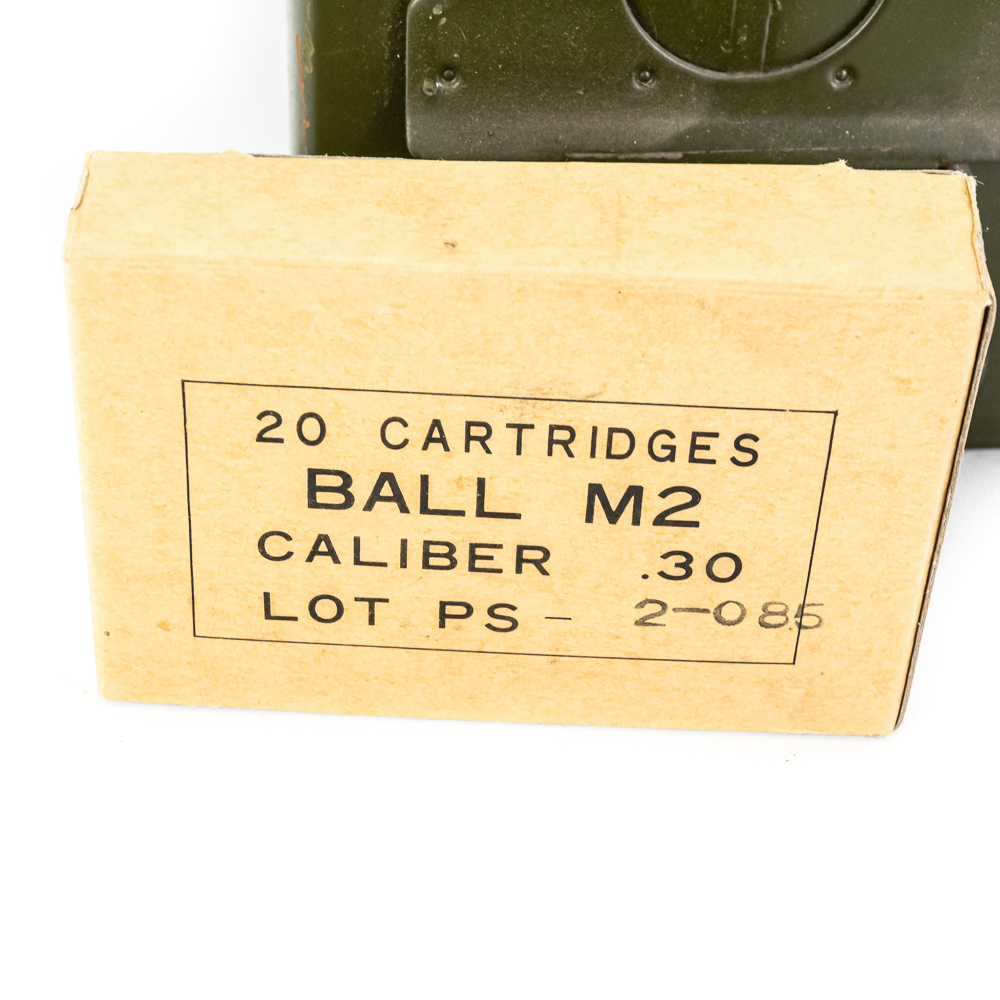 20 CARTRIDGES
BALL M2
CALIBER .30
LOT PS- 2-085